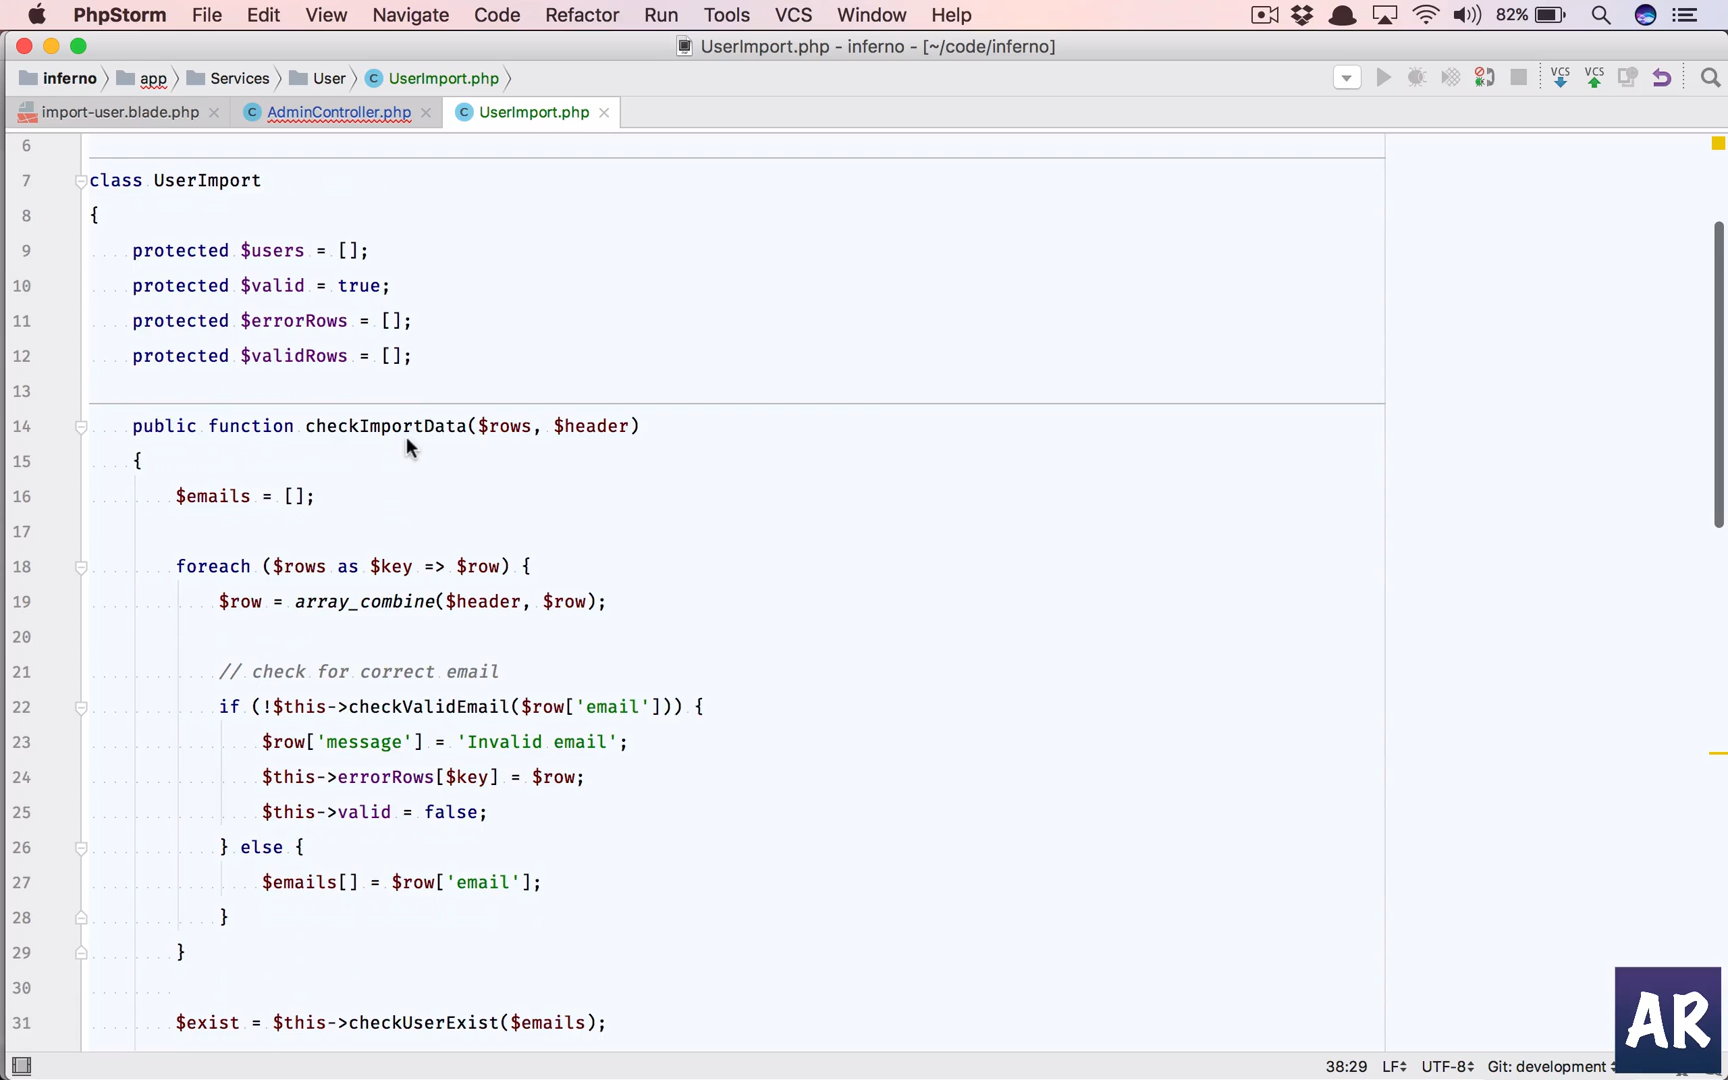 PhpStorm File Edit View Navigate Code Refactor Run Tools VCS Window Help 82%
UserImport.php - inferno - [~/code/inferno]
inferno app Services User UserImport.php VCS VCS
import-user.blade.php AdminController.php UserImport.php
6
7 class UserImport
8 {
9 protected $users = [];
10 protected $valid = true;
11 protected $errorRows = [];
12 protected $validRows = [];
13
14 public function checkImportData($rows, $header)
15 {
16 $emails = [];
17
18 foreach ($rows as $key => $row) {
19 $row = array_combine($header, $row);
20
21 // check for correct email
22 if (!$this->checkValidEmail($row['email'])) {
23 $row['message'] = 'Invalid email';
24 $this->errorRows[$key] = $row;
25 $this->valid = false;
26 } else {
27 $emails[] = $row['email'];
28 }
29 }
30
31 $exist = $this->checkUserExist($emails);
38:29 LF UTF-8 Git: development
AR